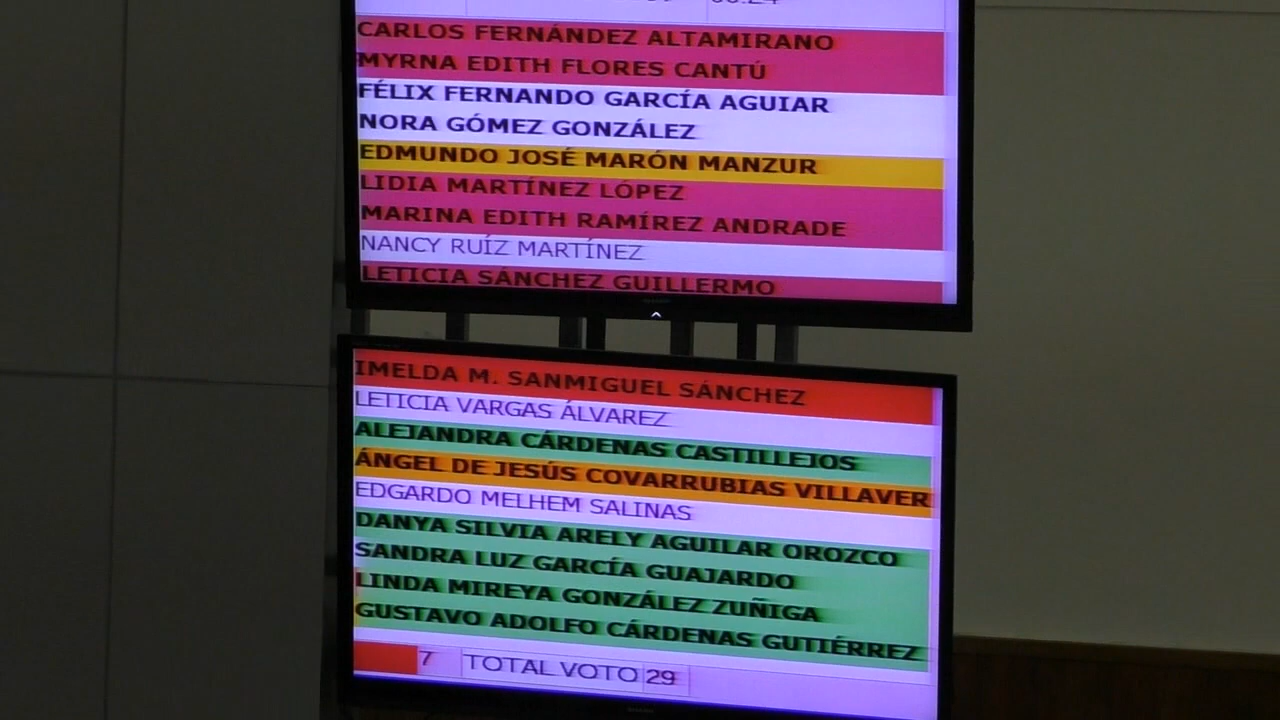 CARLOS FERNÁNDEZ ALTAMIRANO
MYRNA EDITH FLORES CANTÚ
FÉLIX FERNANDO GARCÍA AGUIAR
NORA GÓMEZ GONZÁLEZ
EDMUNDO JOSÉ MARÓN MANZUR
LIDIA MARTÍNEZ LÓPEZ
MARINA EDITH RAMÍREZ ANDRADE
NANCY RUÍZ MARTÍNEZ
LETICIA SÁNCHEZ GUILLERMO
IMELDA M. SANMIGUEL SÁNCHEZ
LETICIA VARGAS ÁLVAREZ
ALEJANDRA CÁRDENAS CASTILLEJOS
ÁNGEL DE JESÚS COVARRUBIAS VILLAVER
EDGARDO MELHEM SALINAS
DANYA SILVIA ARELY AGUILAR OROZCO
SANDRA LUZ GARCÍA GUAJARDO
LINDA MIREYA GONZÁLEZ ZUÑIGA
GUSTAVO ADOLFO CÁRDENAS GUTIÉRREZ
7 TOTAL VOTO 29